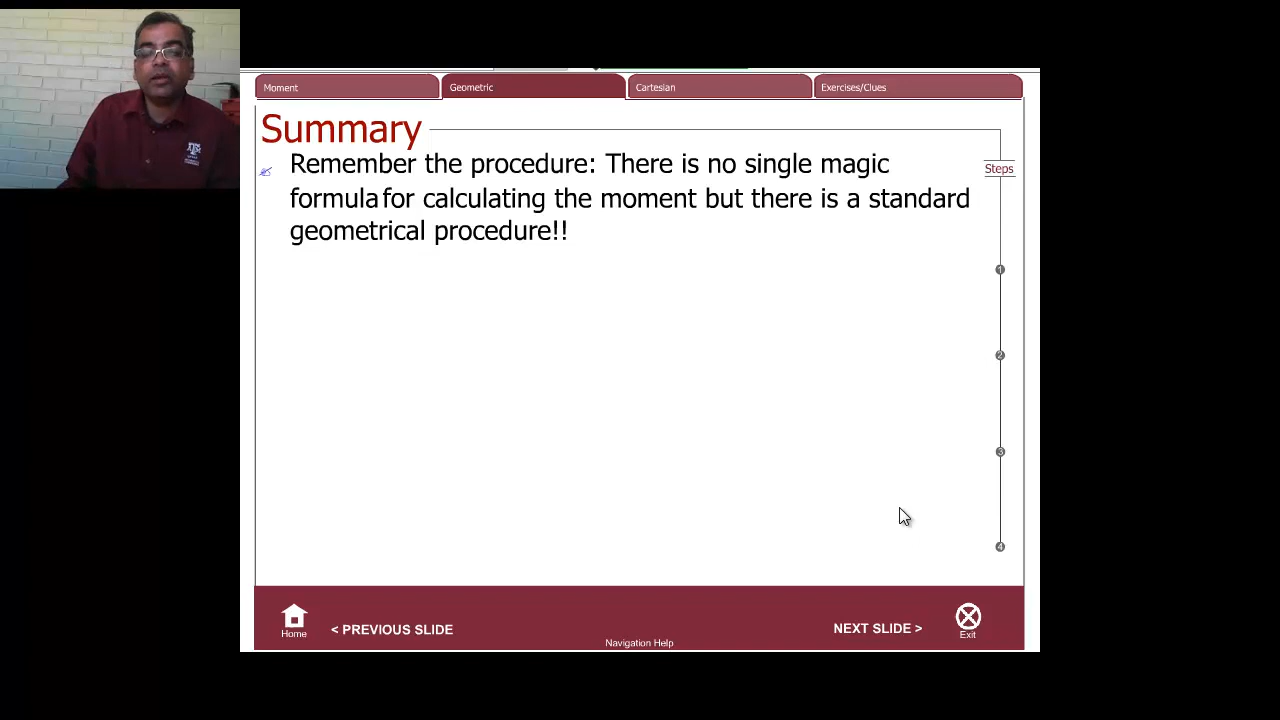 Moment
Geometric
Cartesian
Exercises/Clues
Summary
Remember the procedure: There is no single magic
formula for calculating the moment but there is a standard
geometrical procedure!!
Steps
1
2
3
4
Home
< PREVIOUS SLIDE
Navigation Help
NEXT SLIDE >
Exit
ATM